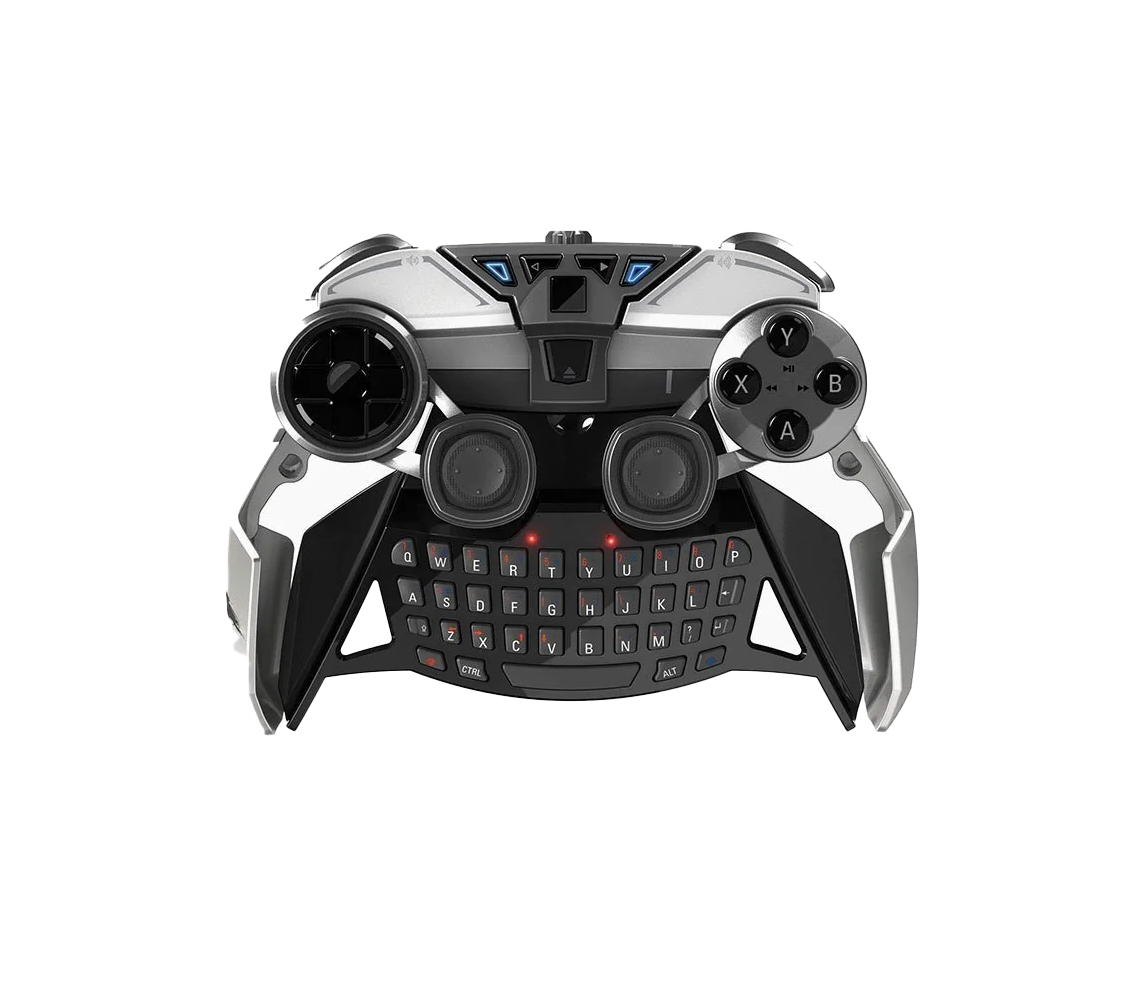 Y
X B
A
Q W E R T Y U I O P
A S D F G H J K L
Z X C V B N M ?
CTRL ALT